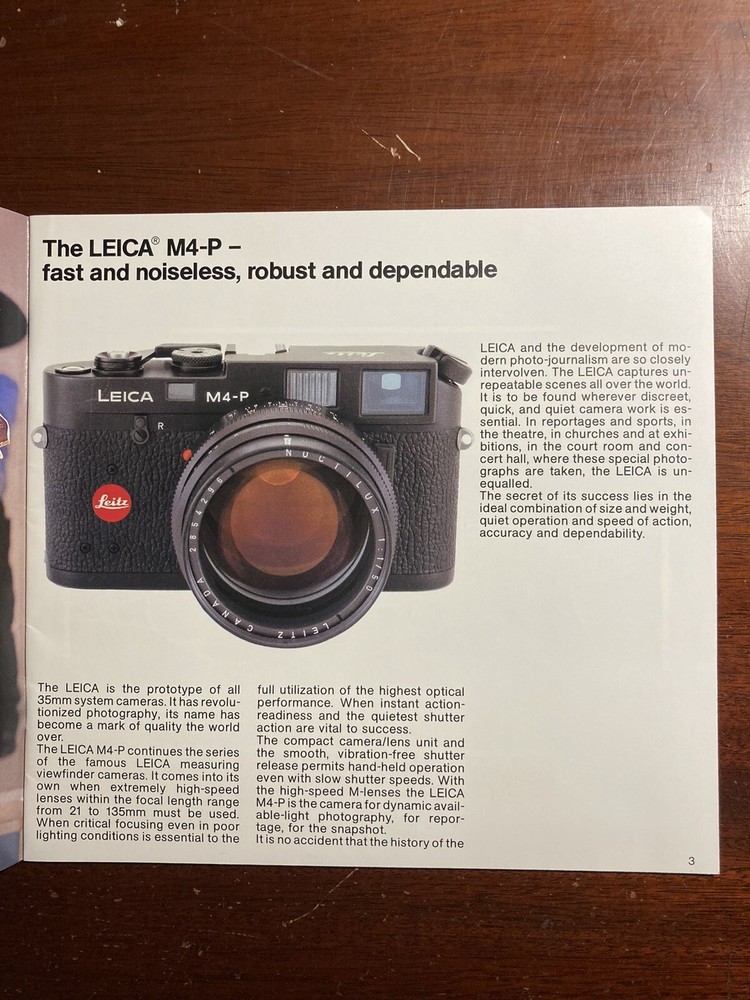 The LEICA® M4-P –
fast and noiseless, robust and dependable
LEICA
M4-P
R
Leitz
NOCTILUX 1:1/50
LEITZ CANADA
2854296
The LEICA is the prototype of all
35mm system cameras. It has revolu-
tionized photography, its name has
become a mark of quality the world
over.
The LEICA M4-P continues the series
of the famous LEICA measuring
viewfinder cameras. It comes into its
own when extremely high-speed
lenses within the focal length range
from 21 to 135mm must be used.
When critical focusing even in poor
lighting conditions is essential to the
full utilization of the highest optical
performance. When instant action-
readiness and the quietest shutter
action are vital to success.
The compact camera/lens unit and
the smooth, vibration-free shutter
release permits hand-held operation
even with slow shutter speeds. With
the high-speed M-lenses the LEICA
M4-P is the camera for dynamic avail-
able-light photography, for repor-
tage, for the snapshot.
It is no accident that the history of the
LEICA and the development of mo-
dern photo-journalism are so closely
intervolven. The LEICA captures un-
repeatable scenes all over the world.
It is to be found wherever discreet,
quick, and quiet camera work is es-
sential. In reportages and sports, in
the theatre, in churches and at exhi-
bitions, in the court room and con-
cert hall, where these special photo-
graphs are taken, the LEICA is un-
equalled.
The secret of its success lies in the
ideal combination of size and weight,
quiet operation and speed of action,
accuracy and dependability.
3